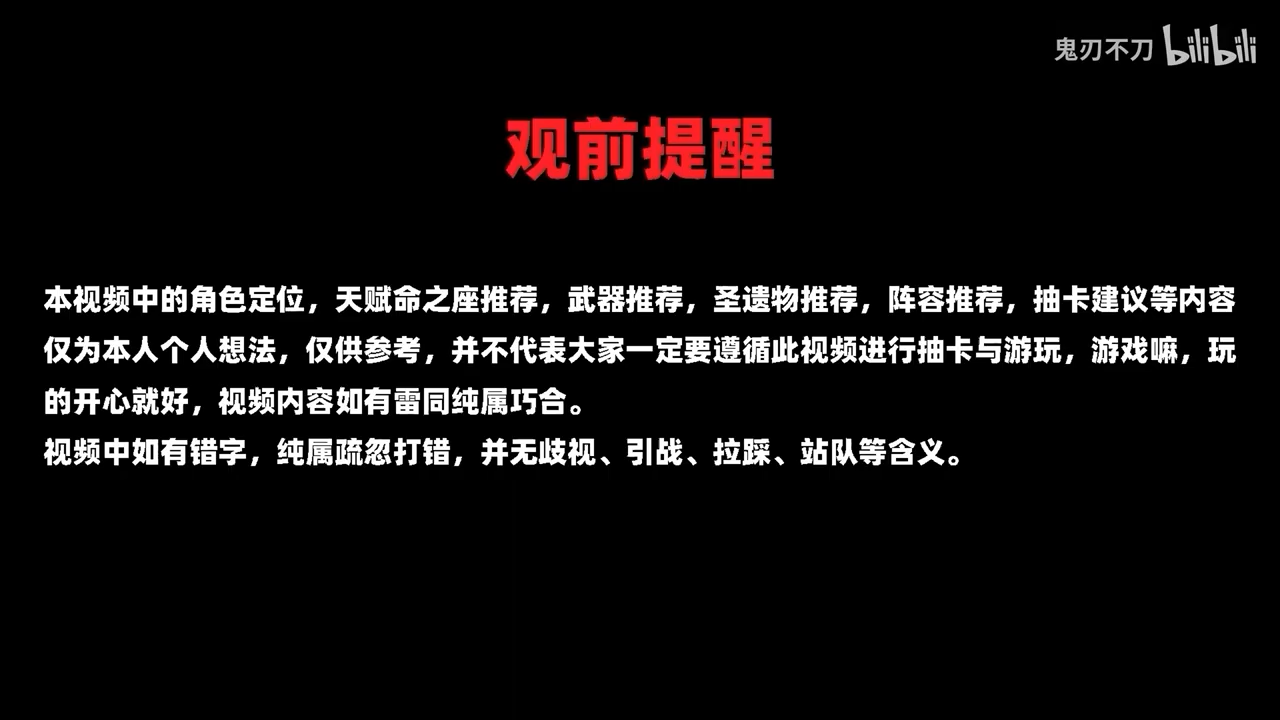 鬼刃不刀 bilibili
观前提醒
本视频中的角色定位，天赋命之座推荐，武器推荐，圣遗物推荐，阵容推荐，抽卡建议等内容
仅为本人个人想法，仅供参考，并不代表大家一定要遵循此视频进行抽卡与游玩，游戏嘛，玩
的开心就好，视频内容如有雷同纯属巧合。
视频中如有错字，纯属疏忽打错，并无歧视、引战、拉踩、站队等含义。